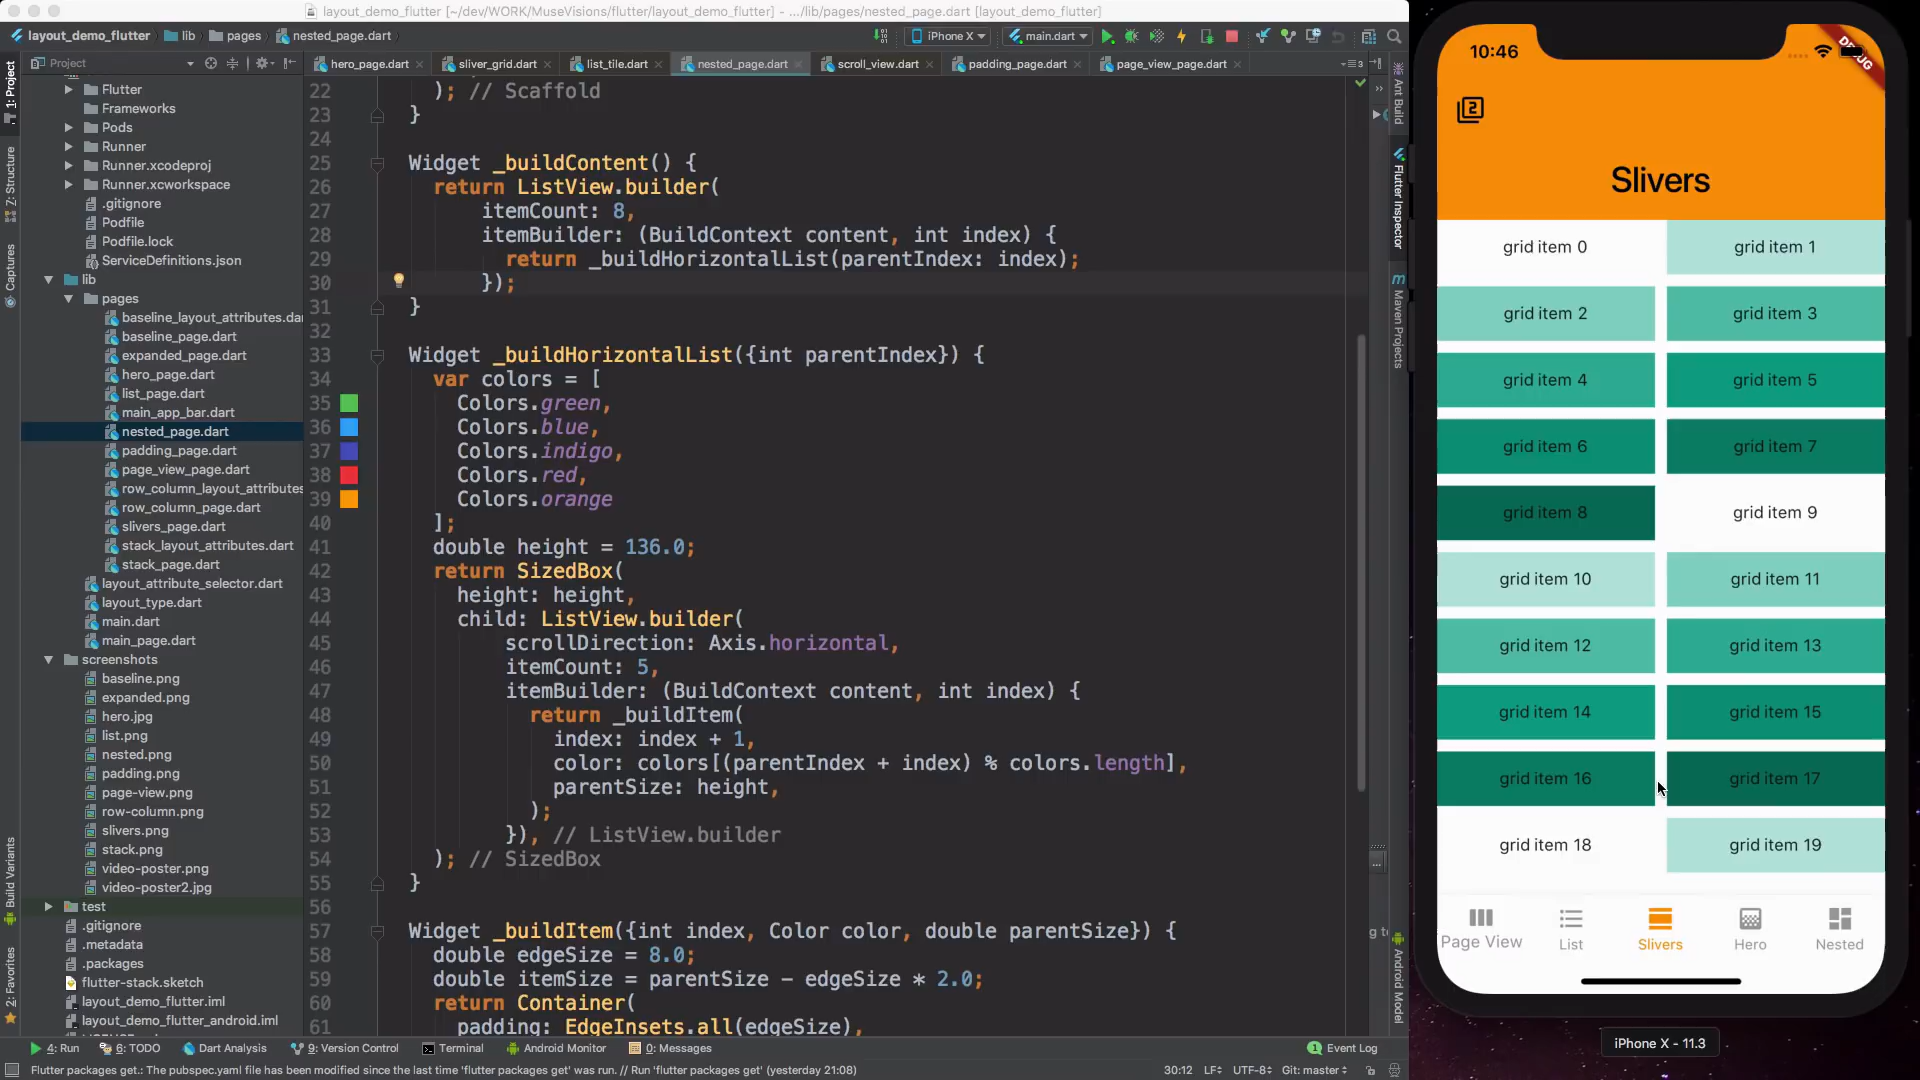 layout_demo_flutter [~/dev/WORK/MuseVisions/flutter/layout_demo_flutter] - .../lib/pages/nested_page.dart [layout_demo_flutter]
layout_demo_flutter lib pages nested_page.dart
iPhone X main.dart
Project
hero_page.dart sliver_grid.dart list_tile.dart nested_page.dart scroll_view.dart padding_page.dart page_view_page.dart
1: Project
Z: Structure
Captures
Build Variants
2: Favorites
Flutter
Frameworks
Pods
Runner
Runner.xcodeproj
Runner.xcworkspace
.gitignore
Podfile
Podfile.lock
ServiceDefinitions.json
lib
pages
baseline_layout_attributes.da
baseline_page.dart
expanded_page.dart
hero_page.dart
list_page.dart
main_app_bar.dart
nested_page.dart
padding_page.dart
page_view_page.dart
row_column_layout_attributes
row_column_page.dart
slivers_page.dart
stack_layout_attributes.dart
stack_page.dart
layout_attribute_selector.dart
layout_type.dart
main.dart
main_page.dart
screenshots
baseline.png
expanded.png
hero.jpg
list.png
nested.png
padding.png
page-view.png
row-column.png
slivers.png
stack.png
video-poster.png
video-poster2.jpg
test
.gitignore
.metadata
.packages
flutter-stack.sketch
layout_demo_flutter.iml
layout_demo_flutter_android.iml
22 ); // Scaffold
23 }
24
25 Widget _buildContent() {
26 return ListView.builder(
27 itemCount: 8,
28 itemBuilder: (BuildContext content, int index) {
29 return _buildHorizontalList(parentIndex: index);
30 });
31 }
32
33 Widget _buildHorizontalList({int parentIndex}) {
34 var colors = [
35 Colors.green,
36 Colors.blue,
37 Colors.indigo,
38 Colors.red,
39 Colors.orange
40 ];
41 double height = 136.0;
42 return SizedBox(
43 height: height,
44 child: ListView.builder(
45 scrollDirection: Axis.horizontal,
46 itemCount: 5,
47 itemBuilder: (BuildContext content, int index) {
48 return _buildItem(
49 index: index + 1,
50 color: colors[(parentIndex + index) % colors.length],
51 parentSize: height,
52 );
53 }), // ListView.builder
54 ); // SizedBox
55 }
56
57 Widget _buildItem({int index, Color color, double parentSize}) {
58 double edgeSize = 8.0;
59 double itemSize = parentSize - edgeSize * 2.0;
60 return Container(
61 padding: EdgeInsets.all(edgeSize),
Ant Build
Flutter Inspector
Maven Projects
Android Model
4: Run 6: TODO Dart Analysis 9: Version Control Terminal Android Monitor 0: Messages 1 Event Log
Flutter packages get.: The pubspec.yaml file has been modified since the last time 'flutter packages get' was run. // Run 'flutter packages get' (yesterday 21:08) 30:12 LF UTF-8 Git: master
10:46
2
Slivers
grid item 0 grid item 1
grid item 2 grid item 3
grid item 4 grid item 5
grid item 6 grid item 7
grid item 8 grid item 9
grid item 10 grid item 11
grid item 12 grid item 13
grid item 14 grid item 15
grid item 16 grid item 17
grid item 18 grid item 19
Page View List Slivers Hero Nested
iPhone X - 11.3